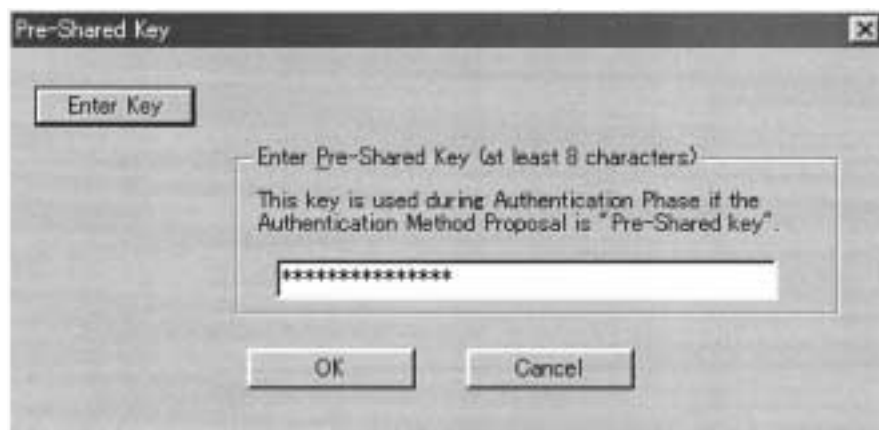 Pre-Shared Key
Enter Key
Enter Pre-Shared Key (at least 8 characters)
This key is used during Authentication Phase if the
Authentication Method Proposal is "Pre-Shared key".
***************
OK
Cancel